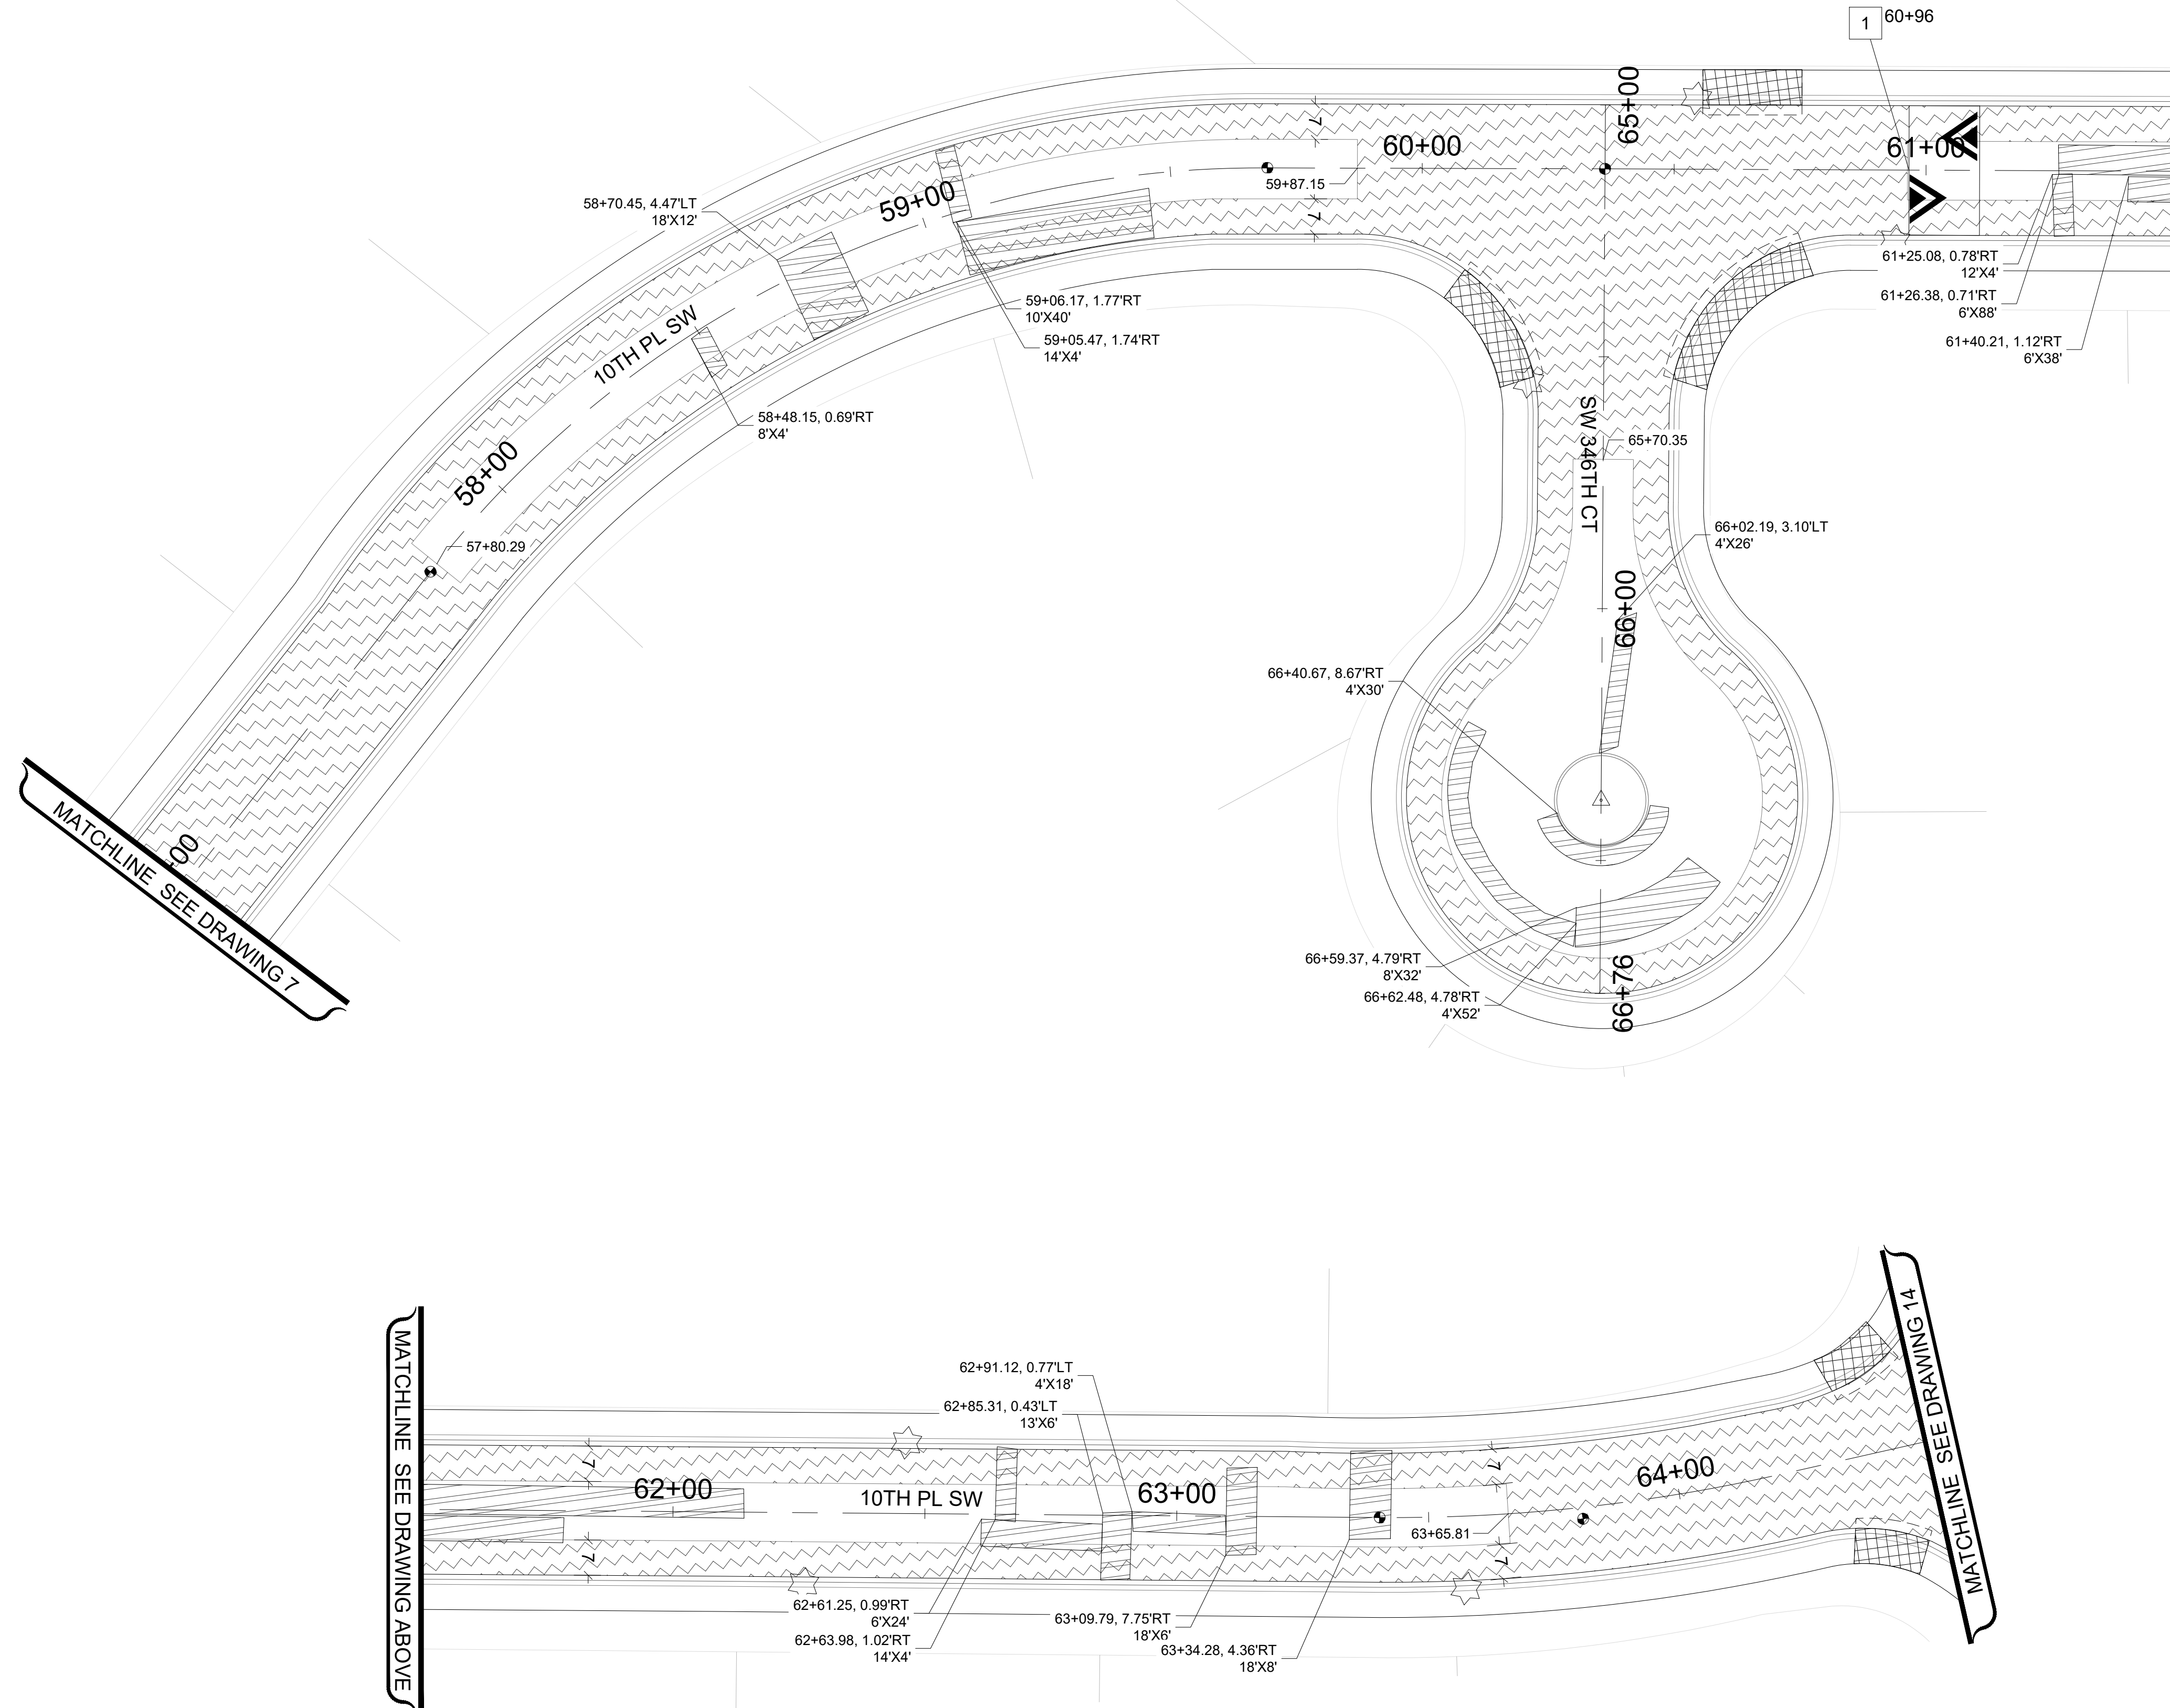 1
60+96
65+00
7
60+00
61+00
59+87.15
7
58+70.45, 4.47'LT
18'X12'
59+00
61+25.08, 0.78'RT
12'X4'
59+06.17, 1.77'RT
10'X40'
61+26.38, 0.71'RT
6'X88'
59+05.47, 1.74'RT
14'X4'
61+40.21, 1.12'RT
6'X38'
10TH PL SW
58+48.15, 0.69'RT
8'X4'
SW 346TH CT
65+70.35
58+00
57+80.29
66+02.19, 3.10'LT
4'X26'
66+00
66+40.67, 8.67'RT
4'X30'
+00
MATCHLINE SEE DRAWING 7
66+59.37, 4.79'RT
8'X32'
66+62.48, 4.78'RT
4'X52'
66+76
MATCHLINE SEE DRAWING ABOVE
MATCHLINE SEE DRAWING 14
62+91.12, 0.77'LT
4'X18'
62+85.31, 0.43'LT
13'X6'
7
7
62+00
10TH PL SW
63+00
64+00
63+65.81
7
7
62+61.25, 0.99'RT
6'X24'
63+09.79, 7.75'RT
18'X6'
62+63.98, 1.02'RT
14'X4'
63+34.28, 4.36'RT
18'X8'